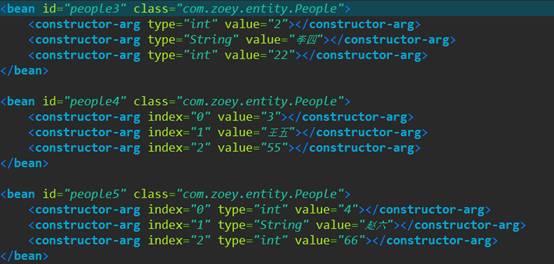 <bean id="people3" class="com.zoey.entity.People">
<constructor-arg type="int" value="2"></constructor-arg>
<constructor-arg type="String" value="李四"></constructor-arg>
<constructor-arg type="int" value="22"></constructor-arg>
</bean>
<bean id="people4" class="com.zoey.entity.People">
<constructor-arg index="0" value="3"></constructor-arg>
<constructor-arg index="1" value="王五"></constructor-arg>
<constructor-arg index="2" value="55"></constructor-arg>
</bean>
<bean id="people5" class="com.zoey.entity.People">
<constructor-arg index="0" type="int" value="4"></constructor-arg>
<constructor-arg index="1" type="String" value="赵六"></constructor-arg>
<constructor-arg index="2" type="int" value="66"></constructor-arg>
</bean>